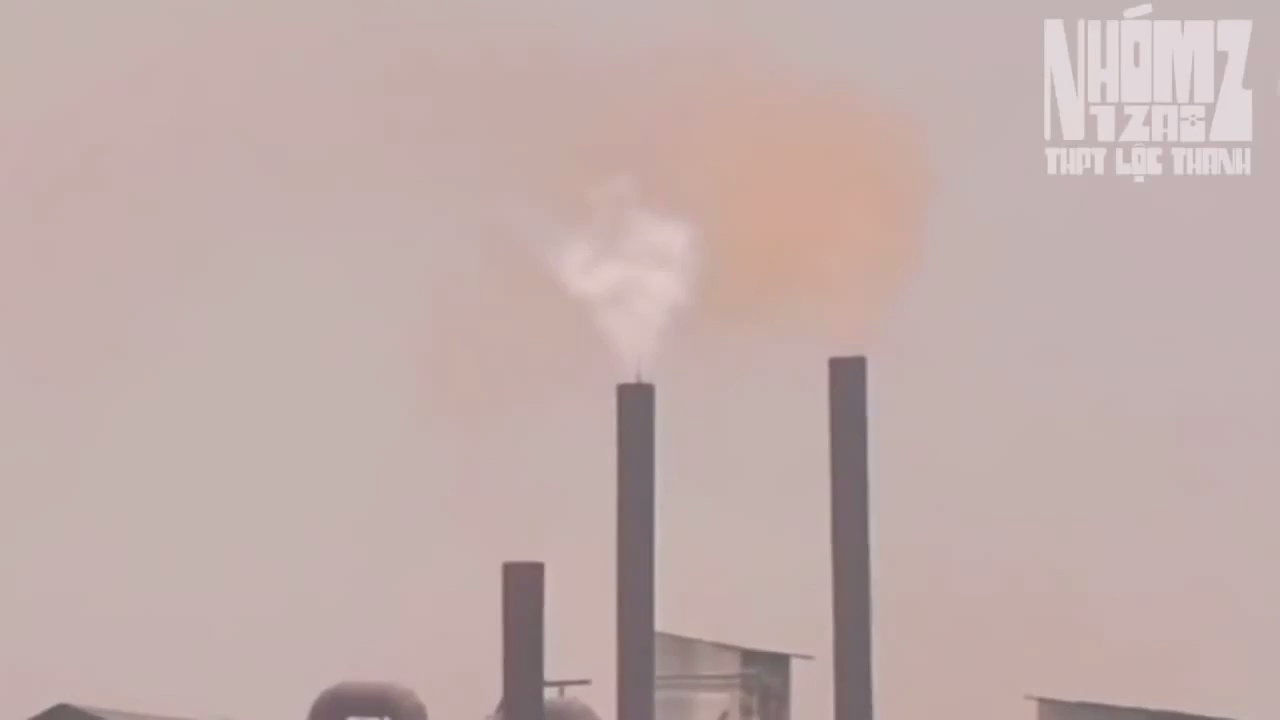 NHÓM Z
12A8
THPT LỘC THANH